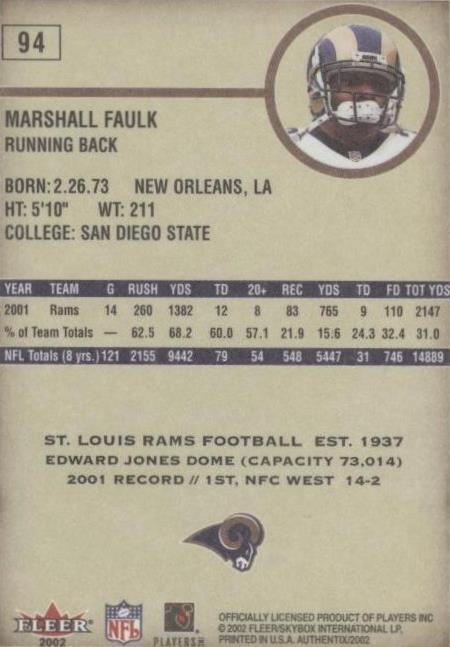 94
MARSHALL FAULK
RUNNING BACK
BORN: 2.26.73 NEW ORLEANS, LA
HT: 5'10" WT: 211
COLLEGE: SAN DIEGO STATE
YEAR TEAM G RUSH YDS TD 20+ REC YDS TD FD TOT YDS
2001 Rams 14 260 1382 12 8 83 765 9 110 2147
% of Team Totals — 62.5 68.2 60.0 57.1 21.9 15.6 24.3 32.4 31.0
NFL Totals (8 yrs.) 121 2155 9442 79 54 548 5447 31 746 14889
ST. LOUIS RAMS FOOTBALL EST. 1937
EDWARD JONES DOME (CAPACITY 73,014)
2001 RECORD // 1ST, NFC WEST 14-2
FLEER
2002
NFL
PLAYERS INC
OFFICIALLY LICENSED PRODUCT OF PLAYERS INC
© 2002 FLEER/SKYBOX INTERNATIONAL LP.
PRINTED IN U.S.A. AUTHENTIX/2002